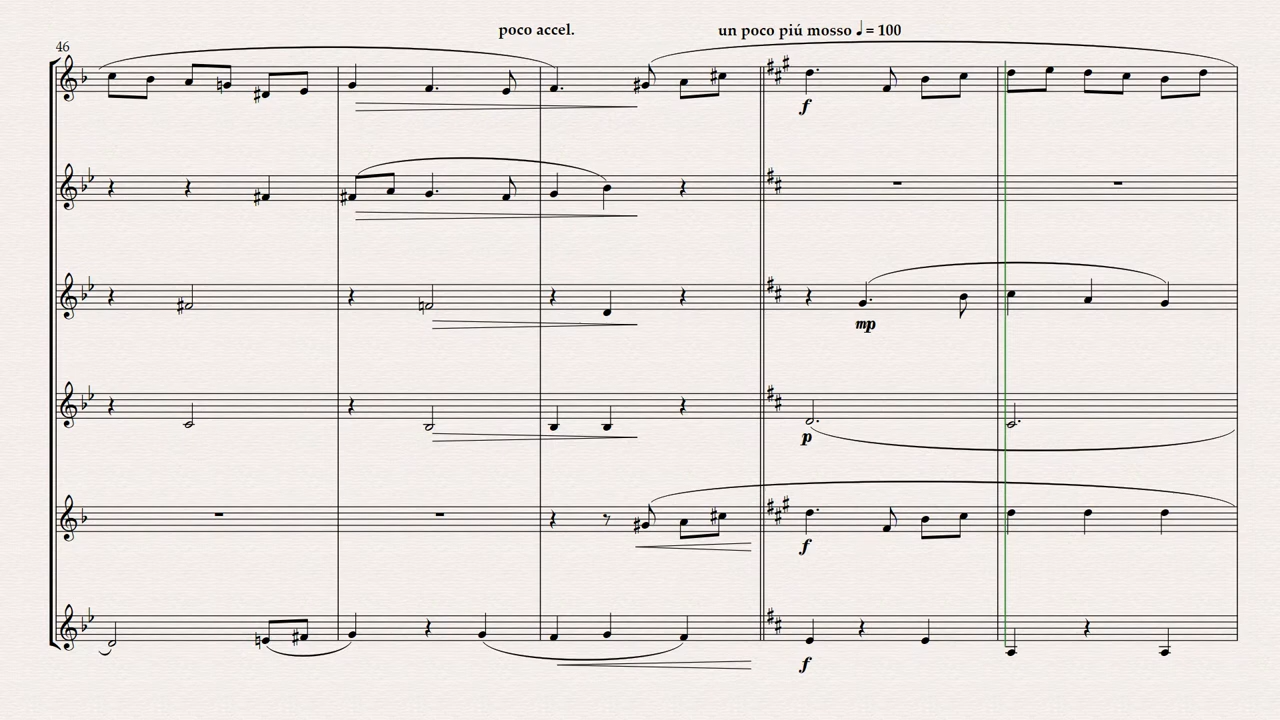 poco accel.
un poco piú mosso ♩= 100
46
f
mp
p
f
f